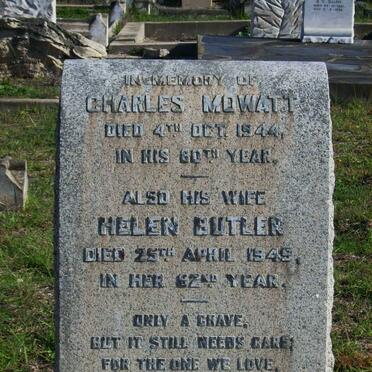 IN MEMORY OF
CHARLES MOWATT
DIED 4TH OCT. 1944,
IN HIS 60TH YEAR.
ALSO HIS WIFE
HELEN BUTLER
DIED 25TH APRIL 1949,
IN HER 62ND YEAR.
ONLY A GRAVE,
BUT IT STILL NEEDS CARE;
FOR THE ONE WE LOVE,